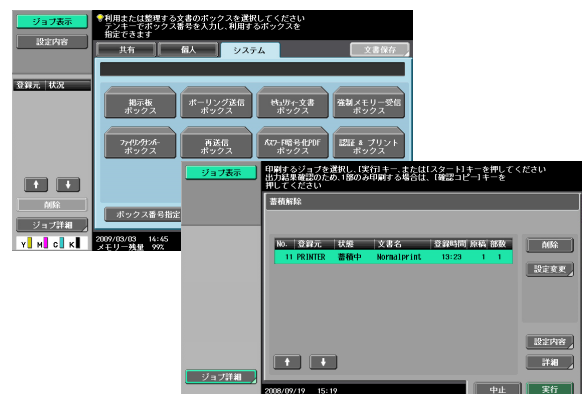 ジョブ表示
設定内容
登録元 状況
削除
ジョブ詳細
Y M C K
利用または整理する文書のボックスを選択してください
テンキーでボックス番号を入力し、利用するボックスを
指定できます
共有 個人 システム 文書保存
掲示板
ボックス
ポーリング送信
ボックス
セキュリティー文書
ボックス
強制メモリー受信
ボックス
ファイリングナンバー
ボックス
再送信
ボックス
パスワード暗号化PDF
ボックス
認証 & プリント
ボックス
ボックス番号指定
2009/03/03 14:45
メモリー残量 99%
ジョブ表示
ジョブ詳細
印刷するジョブを選択し、[実行]キー、または[スタート]キーを押してください
出力結果確認のため、1部のみ印刷する場合は、[確認コピー]キーを
押してください
蓄積解除
No. 登録元 状態 文書名 登録時間 原稿 部数
11 PRINTER 蓄積中 Normalprint 13:23 1 1
削除
設定変更
設定内容
詳細
2008/09/19 15:19
中止 実行